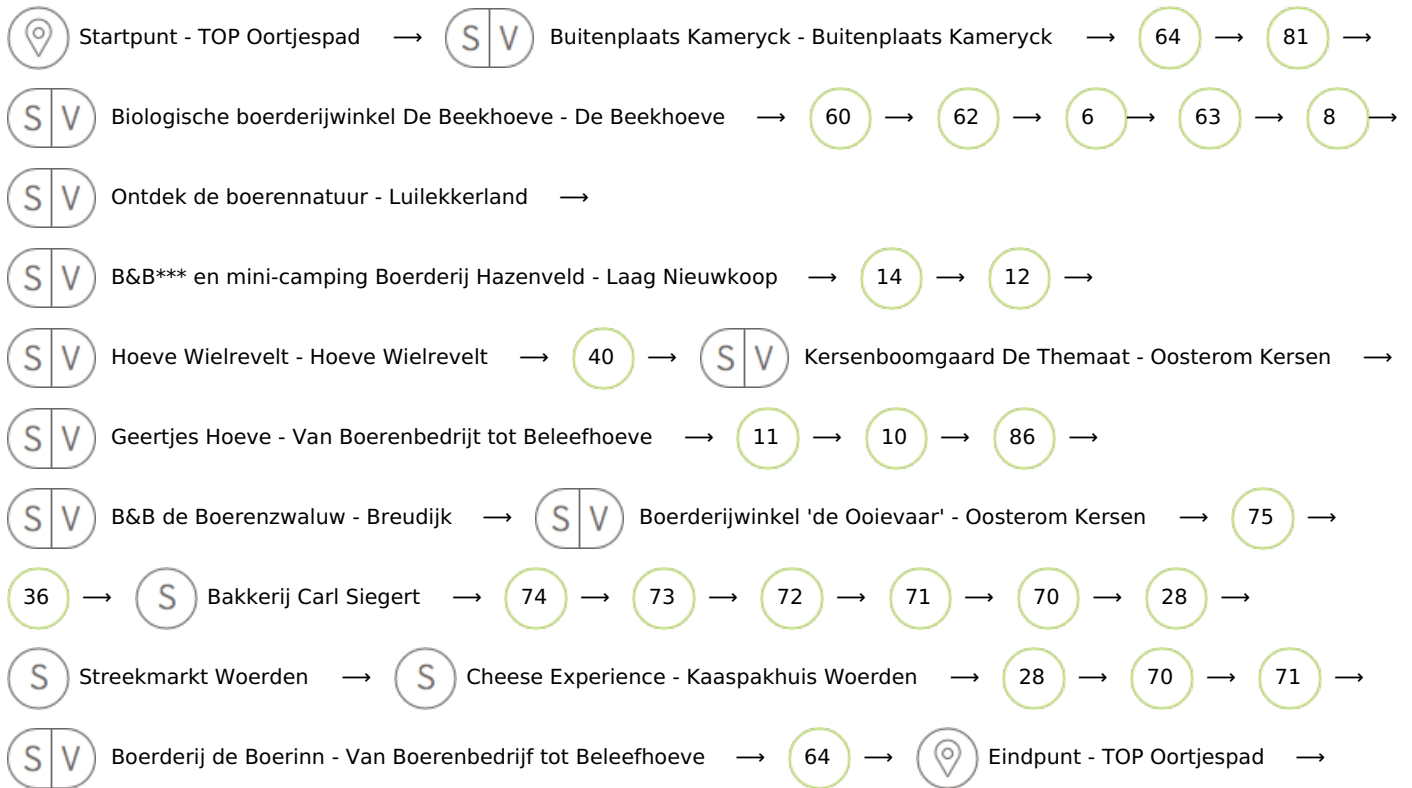 Startpunt - TOP Oortjespad ⟶ S V Buitenplaats Kameryck - Buitenplaats Kameryck ⟶ 64 ⟶ 81 ⟶
S V Biologische boerderijwinkel De Beekhoeve - De Beekhoeve ⟶ 60 ⟶ 62 ⟶ 6 ⟶ 63 ⟶ 8 ⟶
S V Ontdek de boerennatuur - Luilekkerland ⟶
S V B&B*** en mini-camping Boerderij Hazenveld - Laag Nieuwkoop ⟶ 14 ⟶ 12 ⟶
S V Hoeve Wielrevelt - Hoeve Wielrevelt ⟶ 40 ⟶ S V Kersenboomgaard De Themaat - Oosterom Kersen ⟶
S V Geertjes Hoeve - Van Boerenbedrijt tot Beleefhoeve ⟶ 11 ⟶ 10 ⟶ 86 ⟶
S V B&B de Boerenzwaluw - Breudijk ⟶ S V Boerderijwinkel 'de Ooievaar' - Oosterom Kersen ⟶ 75 ⟶
36 ⟶ S Bakkerij Carl Siegert ⟶ 74 ⟶ 73 ⟶ 72 ⟶ 71 ⟶ 70 ⟶ 28 ⟶
S Streekmarkt Woerden ⟶ S Cheese Experience - Kaaspakhuis Woerden ⟶ 28 ⟶ 70 ⟶ 71 ⟶
S V Boerderij de Boerinn - Van Boerenbedrijf tot Beleefhoeve ⟶ 64 ⟶ Eindpunt - TOP Oortjespad ⟶